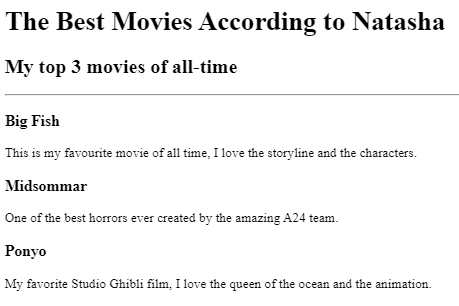 The Best Movies According to Natasha
My top 3 movies of all-time
Big Fish
This is my favourite movie of all time, I love the storyline and the characters.
Midsommar
One of the best horrors ever created by the amazing A24 team.
Ponyo
My favorite Studio Ghibli film, I love the queen of the ocean and the animation.